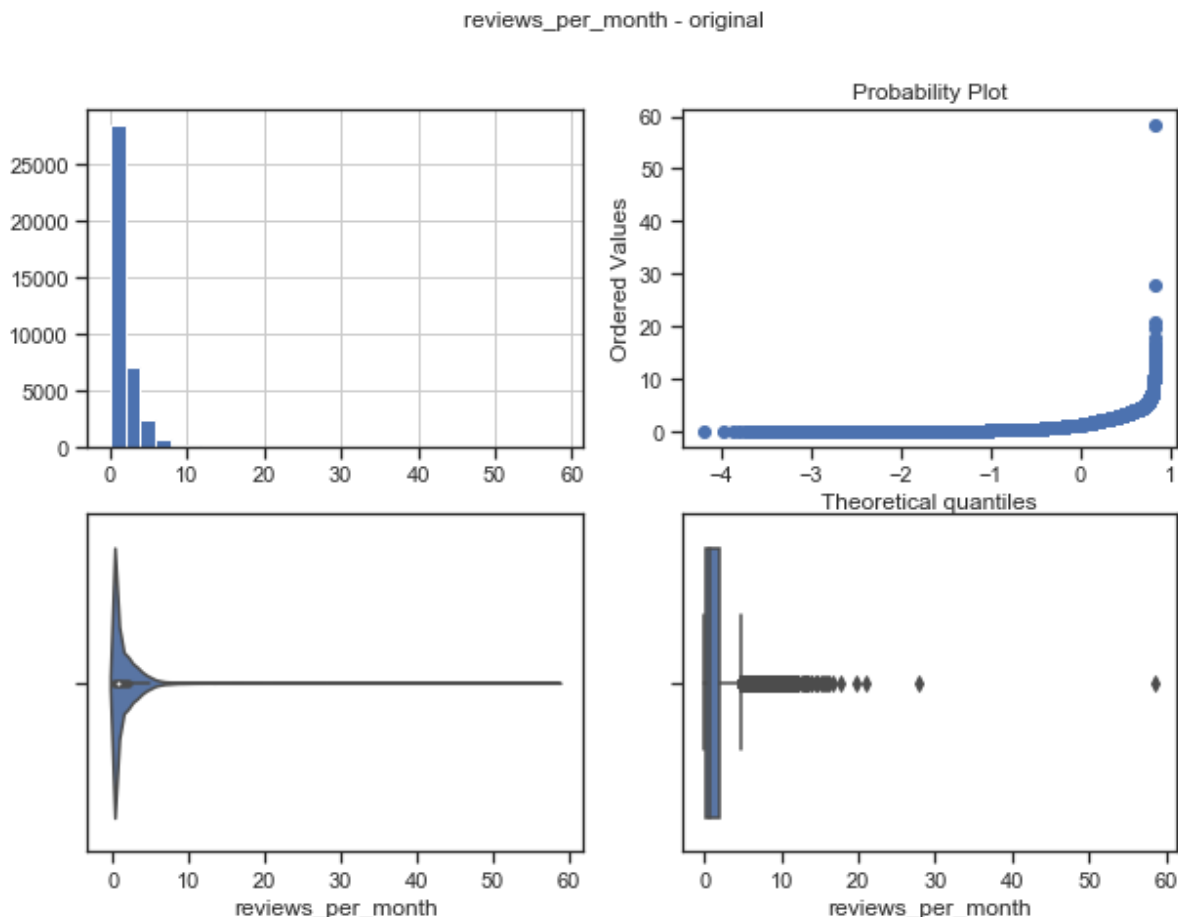 reviews_per_month - original
25000
20000
15000
10000
5000
0
0 10 20 30 40 50 60
Probability Plot
Ordered Values
60
50
40
30
20
10
0
−4 −3 −2 −1 0 1
Theoretical quantiles
0 10 20 30 40 50 60
reviews_per_month
0 10 20 30 40 50 60
reviews_per_month